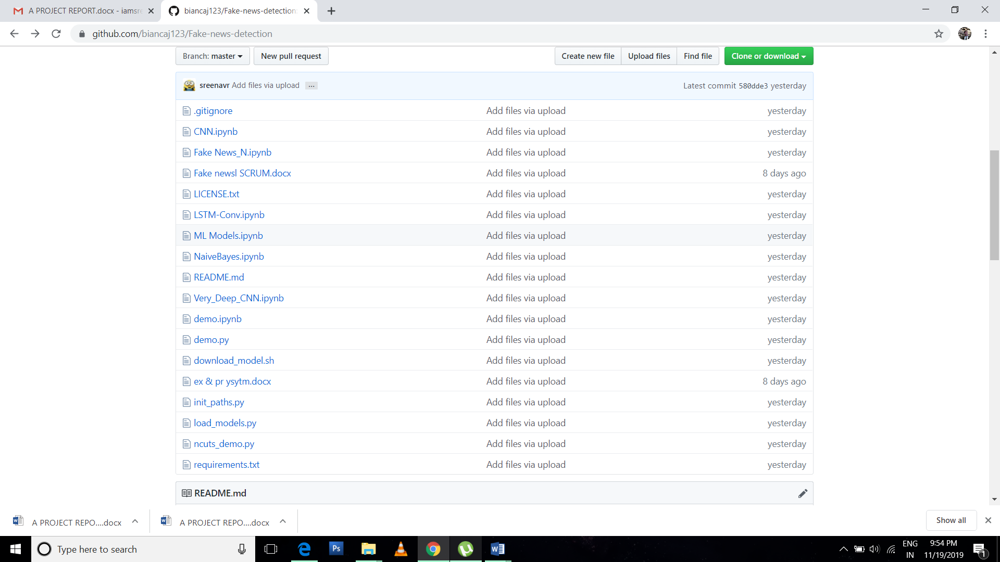 A PROJECT REPORT.docx - iamsre
biancaj123/Fake-news-detection:
github.com/biancaj123/Fake-news-detection
Branch: master
New pull request
Create new file
Upload files
Find file
Clone or download
sreenavr Add files via upload ...
Latest commit 580dde3 yesterday
.gitignore Add files via upload yesterday
CNN.ipynb Add files via upload yesterday
Fake News_N.ipynb Add files via upload yesterday
Fake newsl SCRUM.docx Add files via upload 8 days ago
LICENSE.txt Add files via upload yesterday
LSTM-Conv.ipynb Add files via upload yesterday
ML Models.ipynb Add files via upload yesterday
NaiveBayes.ipynb Add files via upload yesterday
README.md Add files via upload yesterday
Very_Deep_CNN.ipynb Add files via upload yesterday
demo.ipynb Add files via upload yesterday
demo.py Add files via upload yesterday
download_model.sh Add files via upload yesterday
ex & pr ysytm.docx Add files via upload 8 days ago
init_paths.py Add files via upload yesterday
load_models.py Add files via upload yesterday
ncuts_demo.py Add files via upload yesterday
requirements.txt Add files via upload yesterday
README.md
A PROJECT REPO....docx
A PROJECT REPO....docx
Show all
Type here to search
Ps
ENG
IN
9:54 PM
11/19/2019
1